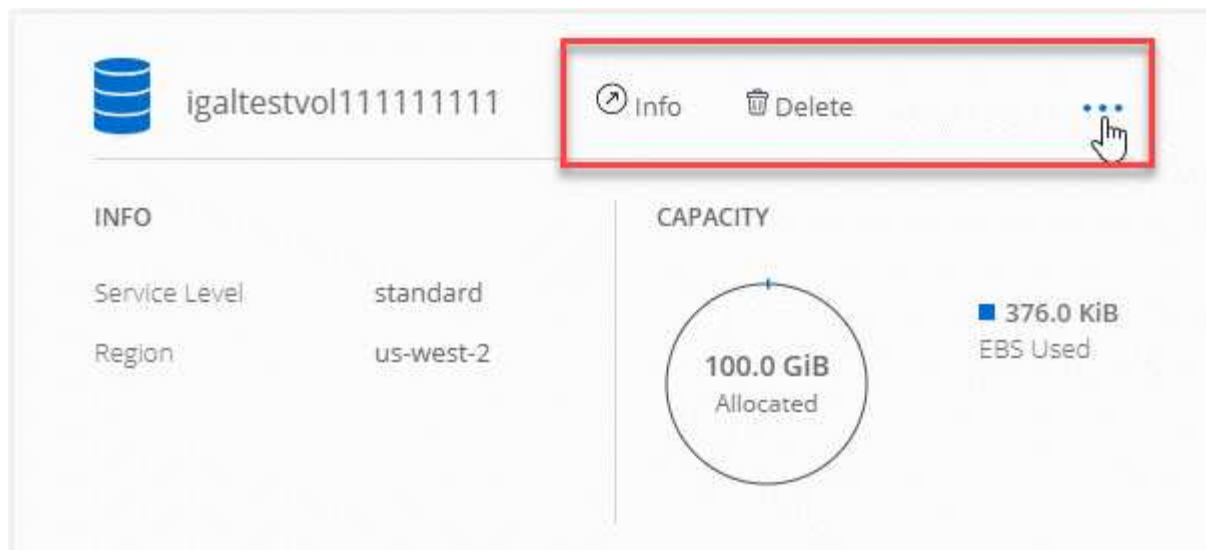 igaltestvol111111111
Info
Delete
INFO
Service Level standard
Region us-west-2
CAPACITY
100.0 GiB
Allocated
376.0 KiB
EBS Used